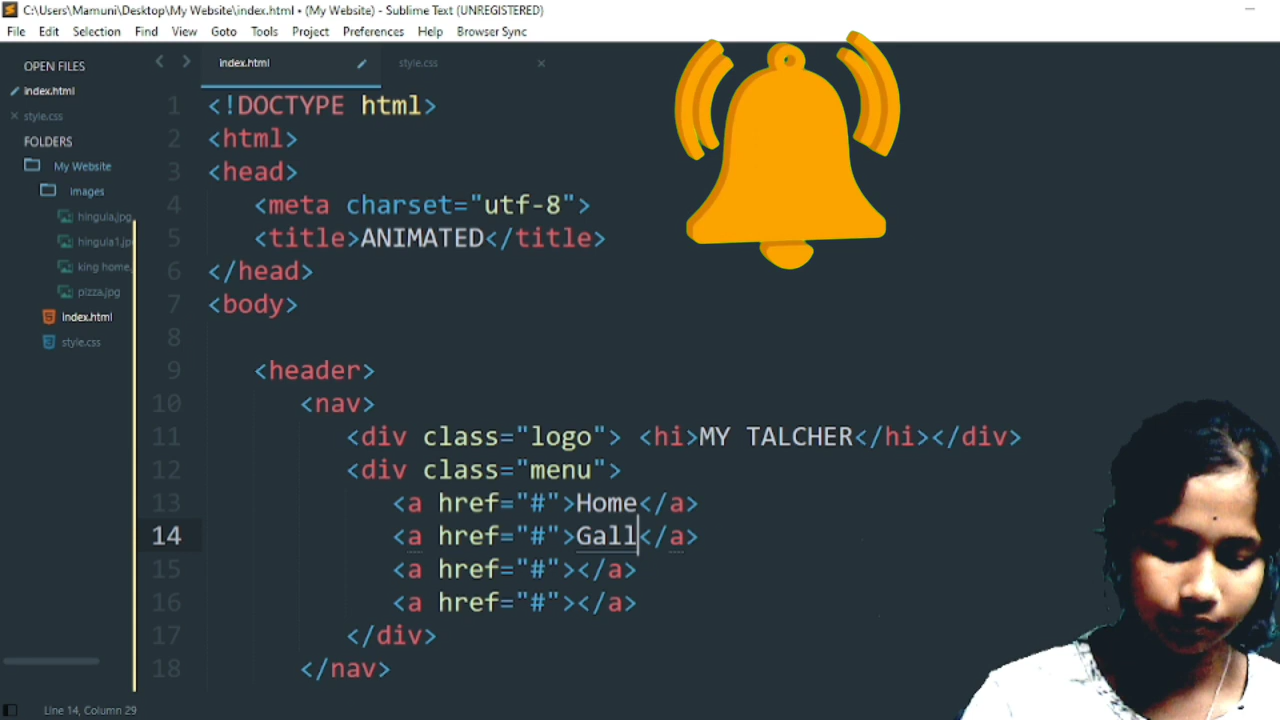 C:\Users\Mamuni\Desktop\My Website\index.html • (My Website) - Sublime Text (UNREGISTERED)
File Edit Selection Find View Goto Tools Project Preferences Help Browser Sync
OPEN FILES
index.html
style.css
FOLDERS
My Website
images
hingula.jpg
hingula1.jp
king home.
pizza.jpg
index.html
style.css
index.html style.css
1 <!DOCTYPE html>
2 <html>
3 <head>
4 <meta charset="utf-8">
5 <title>ANIMATED</title>
6 </head>
7 <body>
8
9 <header>
10 <nav>
11 <div class="logo"> <hi>MY TALCHER</hi></div>
12 <div class="menu">
13 <a href="#">Home</a>
14 <a href="#">Gall</a>
15 <a href="#"></a>
16 <a href="#"></a>
17 </div>
18 </nav>
Line 14, Column 29